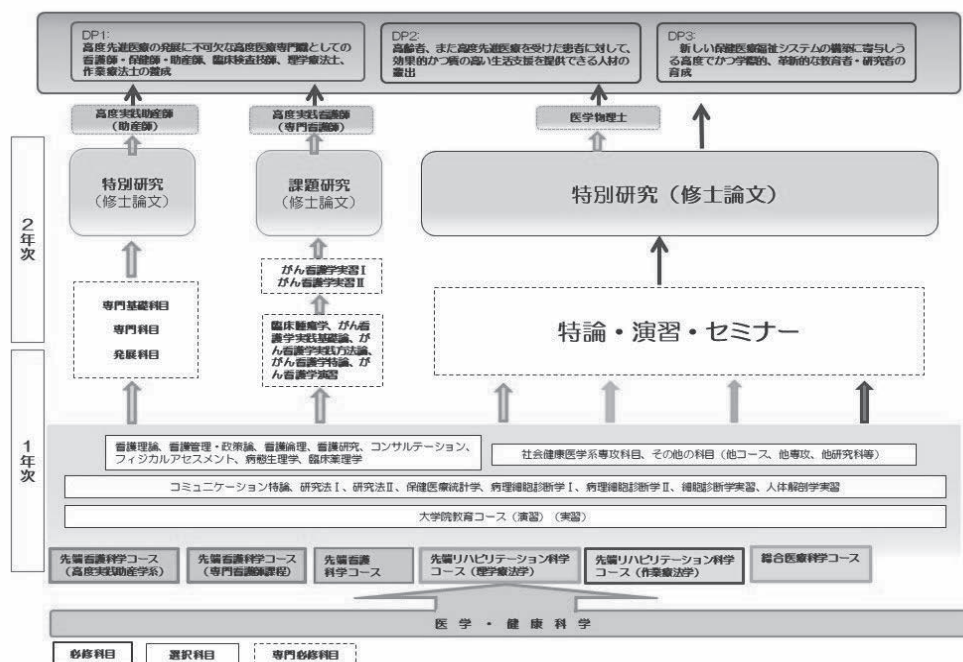 DP1:
高度先進医療の発展に不可欠な高度医療専門職としての
看護師・保健師・助産師、臨床検査技師、理学療法士、
作業療法士の養成
DP2:
高齢者、また高度先進医療を受けた患者に対して、
効果的かつ質の高い生活支援を提供できる人材の
輩出
DP3:
新しい保健医療福祉システムの構築に寄与しう
る高度でかつ学際的、革新的な教育者・研究者の
育成
高度実践助産師
(助産師)
高度実践看護師
(専門看護師)
医学物理士
2年次
特別研究
(修士論文)
課題研究
(修士論文)
特別研究(修士論文)
がん看護学実習Ⅰ
がん看護学実習Ⅱ
専門基礎科目
専門科目
発展科目
臨床腫瘍学、がん看
護学実践基礎論、が
ん看護学実践方法論、
がん看護学特論、が
ん看護学演習
特論・演習・セミナー
1年次
看護理論、看護管理・政策論、看護倫理、看護研究、コンサルテーション、
フィジカルアセスメント、病態生理学、臨床薬理学
社会健康医学系専攻科目、その他の科目(他コース、他専攻、他研究科等)
コミュニケーション特論、研究法Ⅰ、研究法Ⅱ、保健医療統計学、病理細胞診断学Ⅰ、病理細胞診断学Ⅱ、細胞診断学実習、人体解剖学実習
大学院教育コース(演習)(実習)
先端看護科学コース
(高度実践助産学系)
先端看護科学コース
(専門看護師課程)
先端看護
科学コース
先端リハビリテーション科学
コース(理学療法学)
先端リハビリテーション科学
コース(作業療法学)
総合医療科学コース
医学・健康科学
必修科目
選択科目
専門必修科目